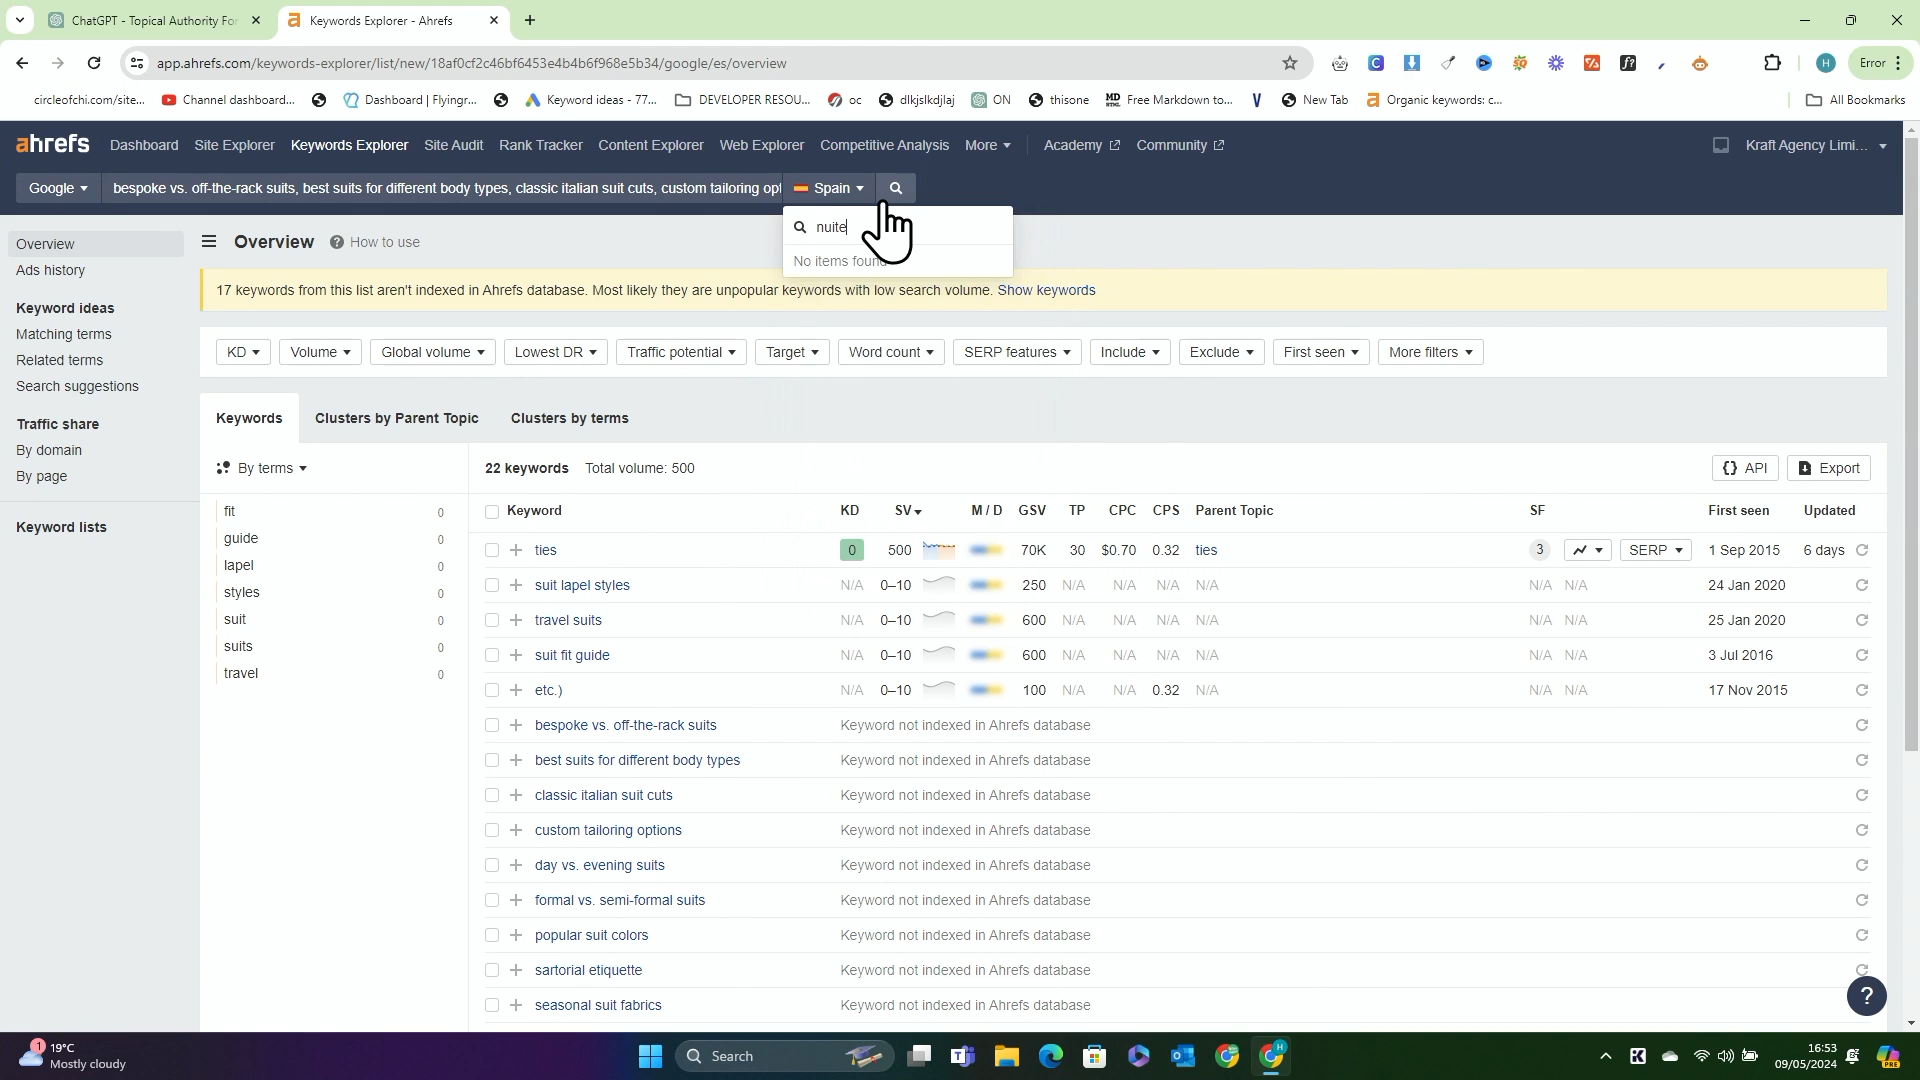 ChatGPT - Topical Authority Fo
Keywords Explorer - Ahrefs
app.ahrefs.com/keywords-explorer/list/new/18af0cf2c46bf6453e4b4b6f968e5b34/google/es/overview
H
Error
circleofchi.com/site...
Channel dashboard...
Dashboard | Flyingr...
Keyword ideas - 77...
DEVELOPER RESOU...
oc
dlkjslkdjlaj
ON
thisone
Free Markdown to...
New Tab
Organic keywords: c...
All Bookmarks
ahrefs
Dashboard
Site Explorer
Keywords Explorer
Site Audit
Rank Tracker
Content Explorer
Web Explorer
Competitive Analysis
More
Academy
Community
Kraft Agency Limi...
Google
bespoke vs. off-the-rack suits, best suits for different body types, classic italian suit cuts, custom tailoring opt
Spain
nuite
No items found
Overview
Ads history
Keyword ideas
Matching terms
Related terms
Search suggestions
Traffic share
By domain
By page
Keyword lists
Overview
How to use
17 keywords from this list aren't indexed in Ahrefs database. Most likely they are unpopular keywords with low search volume. Show keywords
KD
Volume
Global volume
Lowest DR
Traffic potential
Target
Word count
SERP features
Include
Exclude
First seen
More filters
Keywords
Clusters by Parent Topic
Clusters by terms
By terms
fit 0
guide 0
lapel 0
styles 0
suit 0
suits 0
travel 0
22 keywords Total volume: 500
API
Export
Keyword KD SV M / D GSV TP CPC CPS Parent Topic SF First seen Updated
ties 0 500 70K 30 $0.70 0.32 ties 3 SERP 1 Sep 2015 6 days
suit lapel styles N/A 0–10 250 N/A N/A N/A N/A N/A N/A 24 Jan 2020
travel suits N/A 0–10 600 N/A N/A N/A N/A N/A N/A 25 Jan 2020
suit fit guide N/A 0–10 600 N/A N/A N/A N/A N/A N/A 3 Jul 2016
etc.) N/A 0–10 100 N/A N/A 0.32 N/A N/A N/A 17 Nov 2015
bespoke vs. off-the-rack suits Keyword not indexed in Ahrefs database
best suits for different body types Keyword not indexed in Ahrefs database
classic italian suit cuts Keyword not indexed in Ahrefs database
custom tailoring options Keyword not indexed in Ahrefs database
day vs. evening suits Keyword not indexed in Ahrefs database
formal vs. semi-formal suits Keyword not indexed in Ahrefs database
popular suit colors Keyword not indexed in Ahrefs database
sartorial etiquette Keyword not indexed in Ahrefs database
seasonal suit fabrics Keyword not indexed in Ahrefs database
?
1
19°C
Mostly cloudy
Search
16:53
09/05/2024